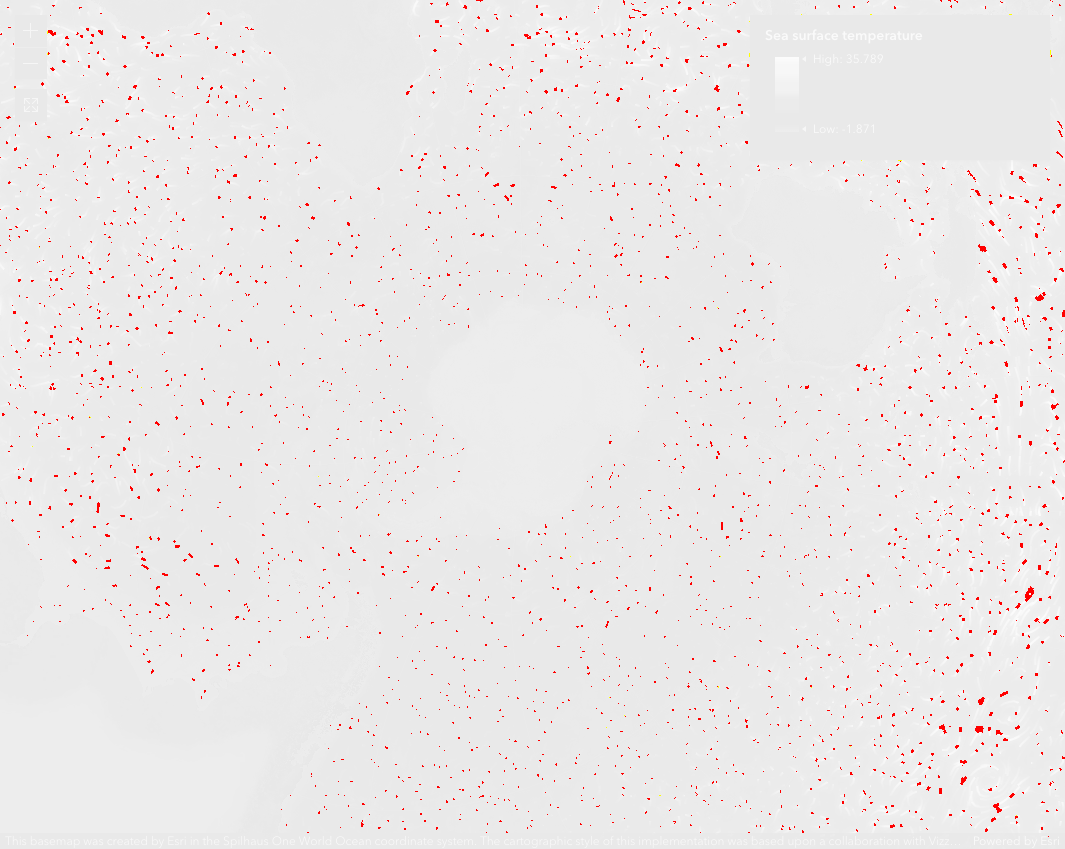 Sea surface temperature
High: 35.789
Low: -1.871
This basemap was created by Esri in the Spilhaus One World Ocean coordinate system. The cartographic style of this implementation was based upon a collaboration with Vizz.
Powered by Esri